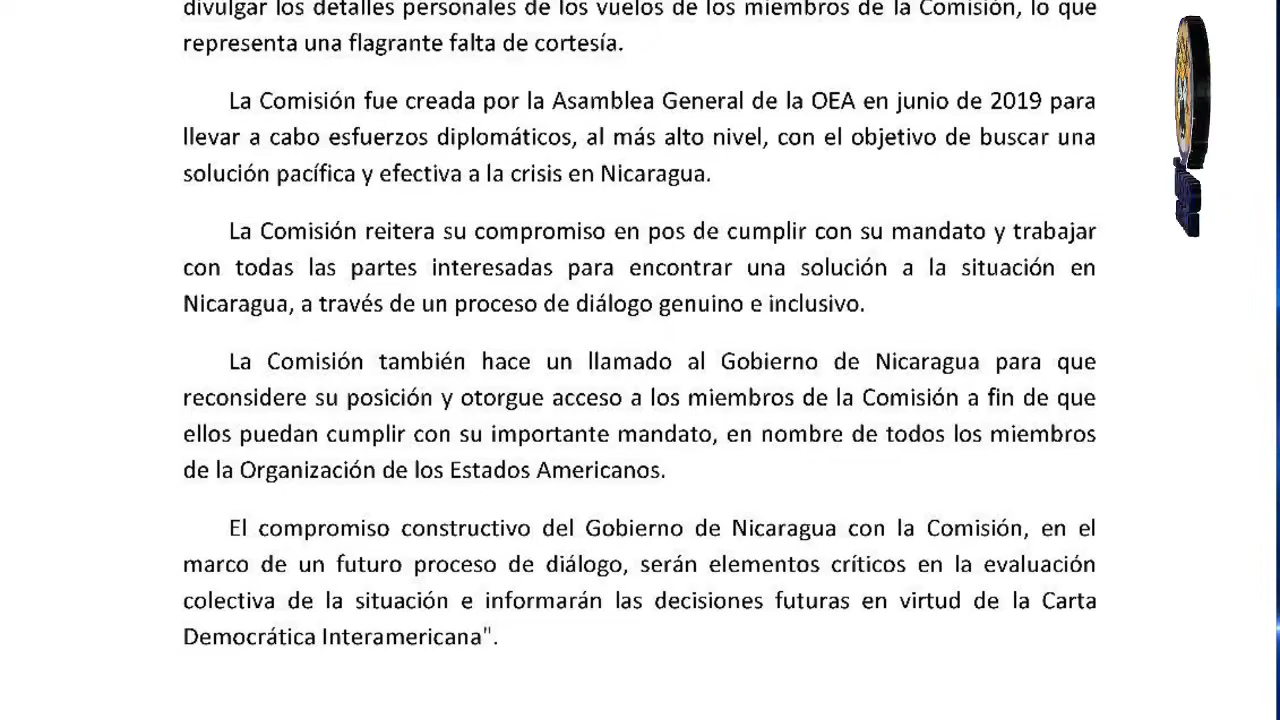 divulgar los detalles personales de los vuelos de los miembros de la Comisión, lo que
representa una flagrante falta de cortesía.
La Comisión fue creada por la Asamblea General de la OEA en junio de 2019 para
llevar a cabo esfuerzos diplomáticos, al más alto nivel, con el objetivo de buscar una
solución pacífica y efectiva a la crisis en Nicaragua.
La Comisión reitera su compromiso en pos de cumplir con su mandato y trabajar
con todas las partes interesadas para encontrar una solución a la situación en
Nicaragua, a través de un proceso de diálogo genuino e inclusivo.
La Comisión también hace un llamado al Gobierno de Nicaragua para que
reconsidere su posición y otorgue acceso a los miembros de la Comisión a fin de que
ellos puedan cumplir con su importante mandato, en nombre de todos los miembros
de la Organización de los Estados Americanos.
El compromiso constructivo del Gobierno de Nicaragua con la Comisión, en el
marco de un futuro proceso de diálogo, serán elementos críticos en la evaluación
colectiva de la situación e informarán las decisiones futuras en virtud de la Carta
Democrática Interamericana".